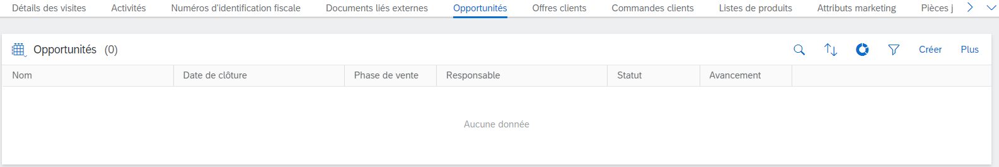 Détails des visites Activités Numéros d'identification fiscale Documents liés externes Opportunités Offres clients Commandes clients Listes de produits Attributs marketing Pièces j
Opportunités (0) Créer Plus
Nom Date de clôture Phase de vente Responsable Statut Avancement
Aucune donnée